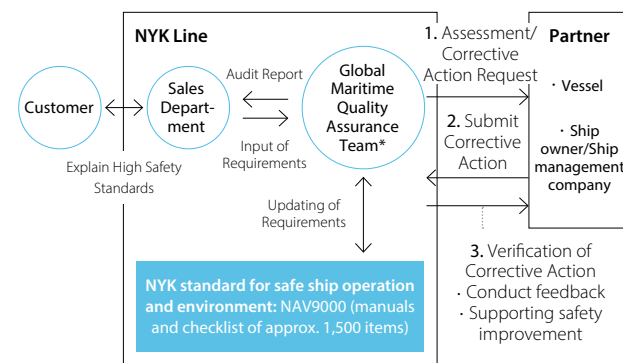 NYK Line
Customer
Sales
Depart-
ment
Explain High Safety
Standards
Audit Report
Input of
Requirements
Global
Maritime
Quality
Assurance
Team*
Updating of
Requirements
NYK standard for safe ship operation
and environment: NAV9000 (manuals
and checklist of approx. 1,500 items)
1. Assessment/
Corrective
Action Request
2. Submit
Corrective
Action
3. Verification of
Corrective Action
· Conduct feedback
· Supporting safety
improvement
Partner
· Vessel
· Ship
owner/Ship
management
company